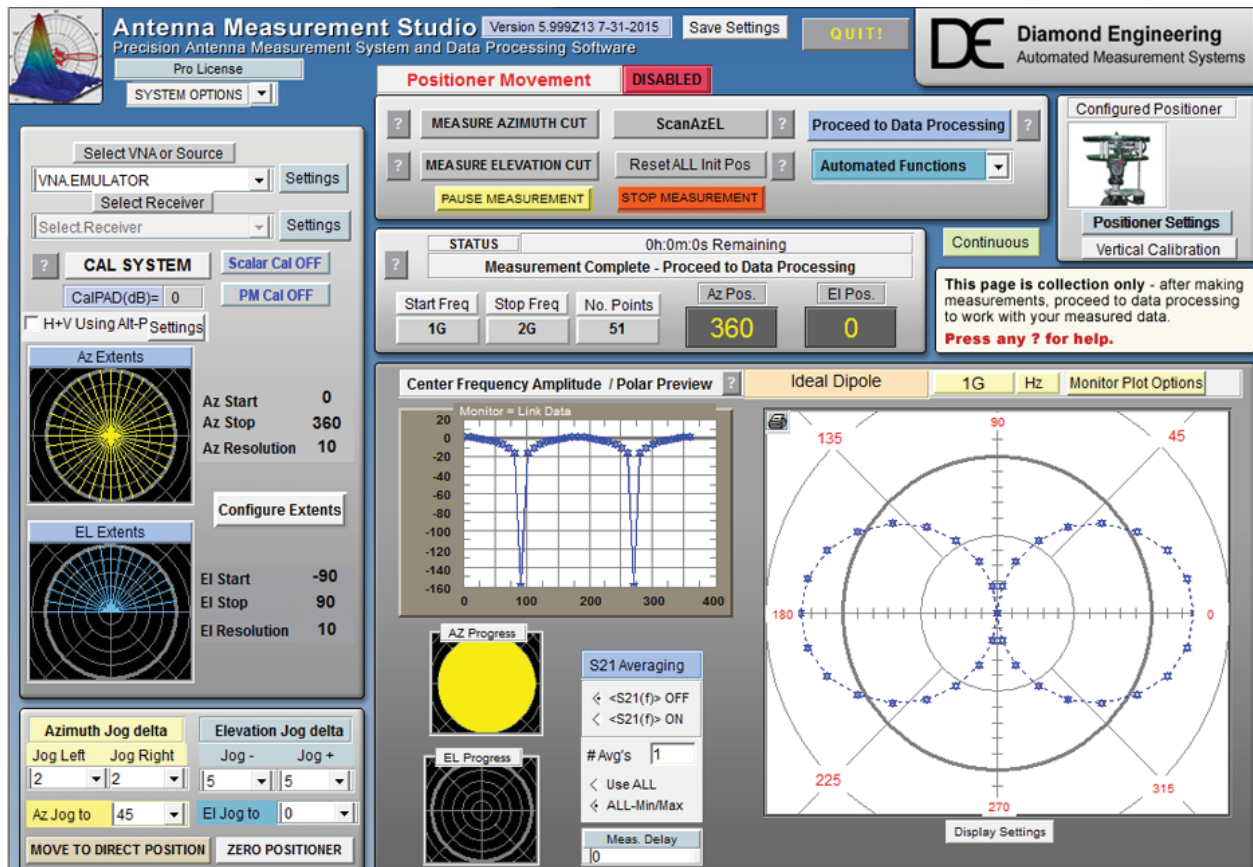 Antenna Measurement Studio
Version 5.999Z13 7-31-2015
Save Settings
QUIT!
Precision Antenna Measurement System and Data Processing Software
DE
Diamond Engineering
Automated Measurement Systems
Pro License
SYSTEM OPTIONS
Positioner Movement
DISABLED
?
MEASURE AZIMUTH CUT
ScanAzEL
?
Proceed to Data Processing
?
?
MEASURE ELEVATION CUT
Reset ALL Init Pos
?
Automated Functions
PAUSE MEASUREMENT
STOP MEASUREMENT
Configured Positioner
Positioner Settings
Vertical Calibration
Select VNA or Source
VNA.EMULATOR
Settings
Select Receiver
Select.Receiver
Settings
?
CAL SYSTEM
Scalar Cal OFF
CalPAD(dB)=
0
PM Cal OFF
H+V Using Alt-P
Settings
STATUS
0h:0m:0s Remaining
?
Measurement Complete - Proceed to Data Processing
Start Freq
Stop Freq
No. Points
Az Pos.
El Pos.
1G
2G
51
360
0
Continuous
This page is collection only - after making
measurements, proceed to data processing
to work with your measured data.
Press any ? for help.
Az Extents
Az Start 0
Az Stop 360
Az Resolution 10
Configure Extents
EL Extents
El Start -90
El Stop 90
El Resolution 10
Center Frequency Amplitude / Polar Preview
?
Ideal Dipole
1G
Hz
Monitor Plot Options
Monitor = Link Data
20
0
-20
-40
-60
-80
-100
-120
-140
-160
0
100
200
300
400
90
135
45
180
0
225
315
270
Display Settings
AZ Progress
EL Progress
S21 Averaging
<S21(f)> OFF
<S21(f)> ON
# Avg's
1
Use ALL
ALL-Min/Max
Meas. Delay
0
Azimuth Jog delta
Elevation Jog delta
Jog Left
Jog Right
Jog -
Jog +
2
2
5
5
Az Jog to
45
El Jog to
0
MOVE TO DIRECT POSITION
ZERO POSITIONER